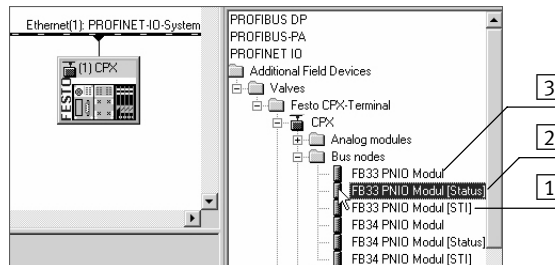 Ethernet(1): PROFINET-IO-System
(1) CPX
FESTO
PROFIBUS DP
PROFIBUS-PA
PROFINET IO
Additional Field Devices
Valves
Festo CPX-Terminal
CPX
Analog modules
Bus nodes
FB33 PNIO Modul
FB33 PNIO Modul [Status]
FB33 PNIO Modul [STI]
FB34 PNIO Modul
FB34 PNIO Modul [Status]
FB34 PNIO Modul [STI]
3
2
1